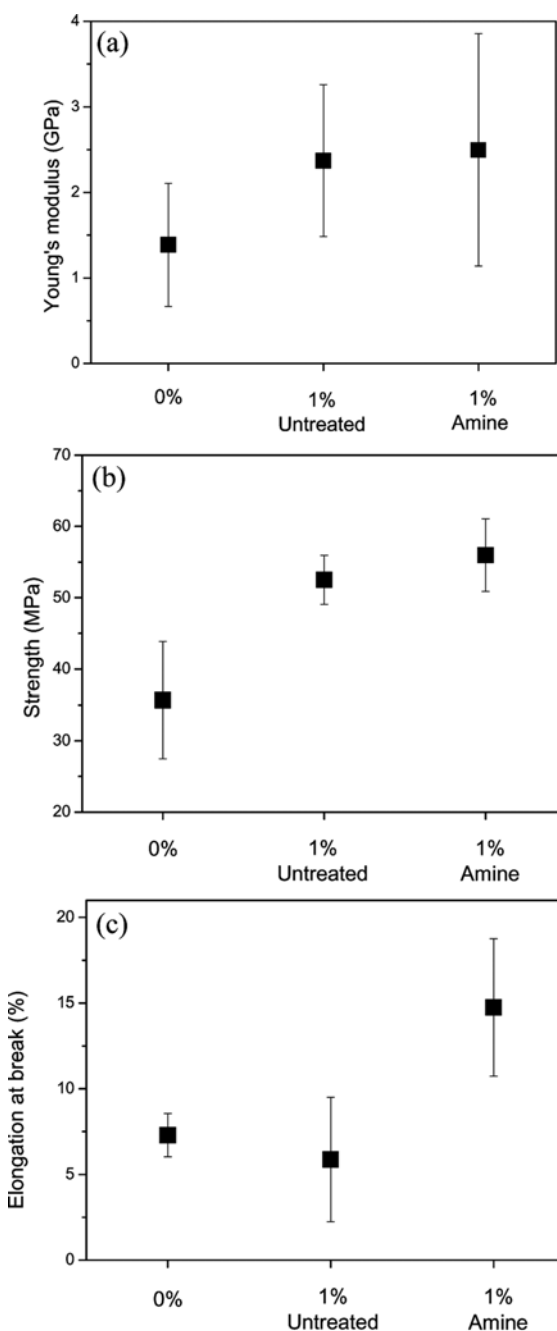 (a)
Young's modulus (GPa)
4
3
2
1
0
0%
1%
Untreated
1%
Amine
(b)
Strength (MPa)
70
60
50
40
30
20
0%
1%
Untreated
1%
Amine
(c)
Elongation at break (%)
20
15
10
5
0
0%
1%
Untreated
1%
Amine